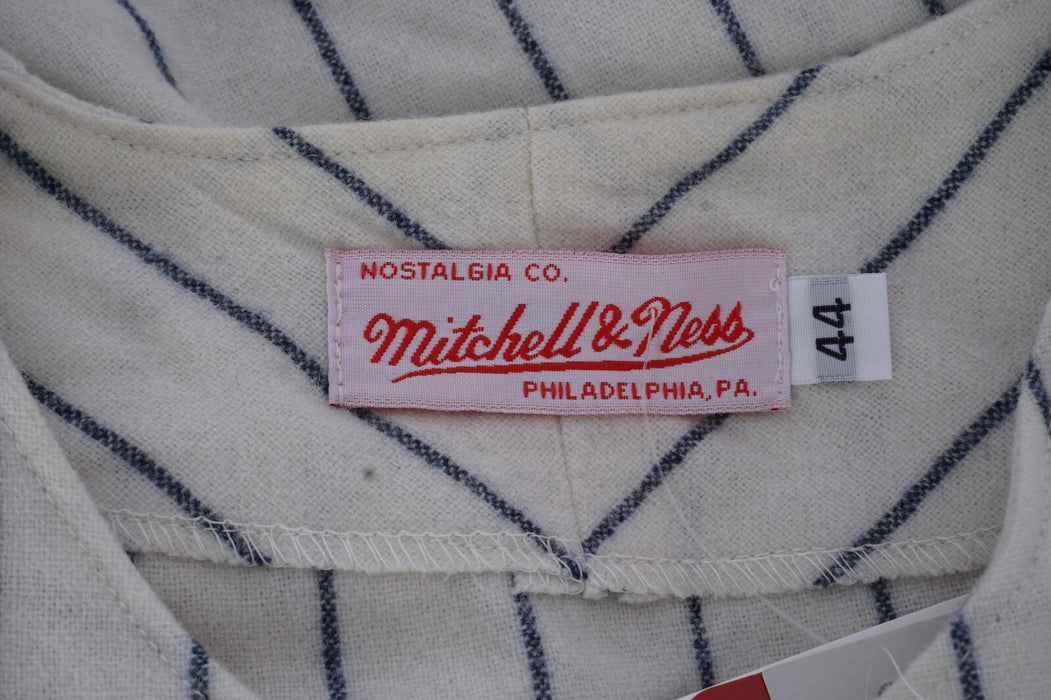 NOSTALGIA CO.
Mitchell & Ness
PHILADELPHIA, PA.
44